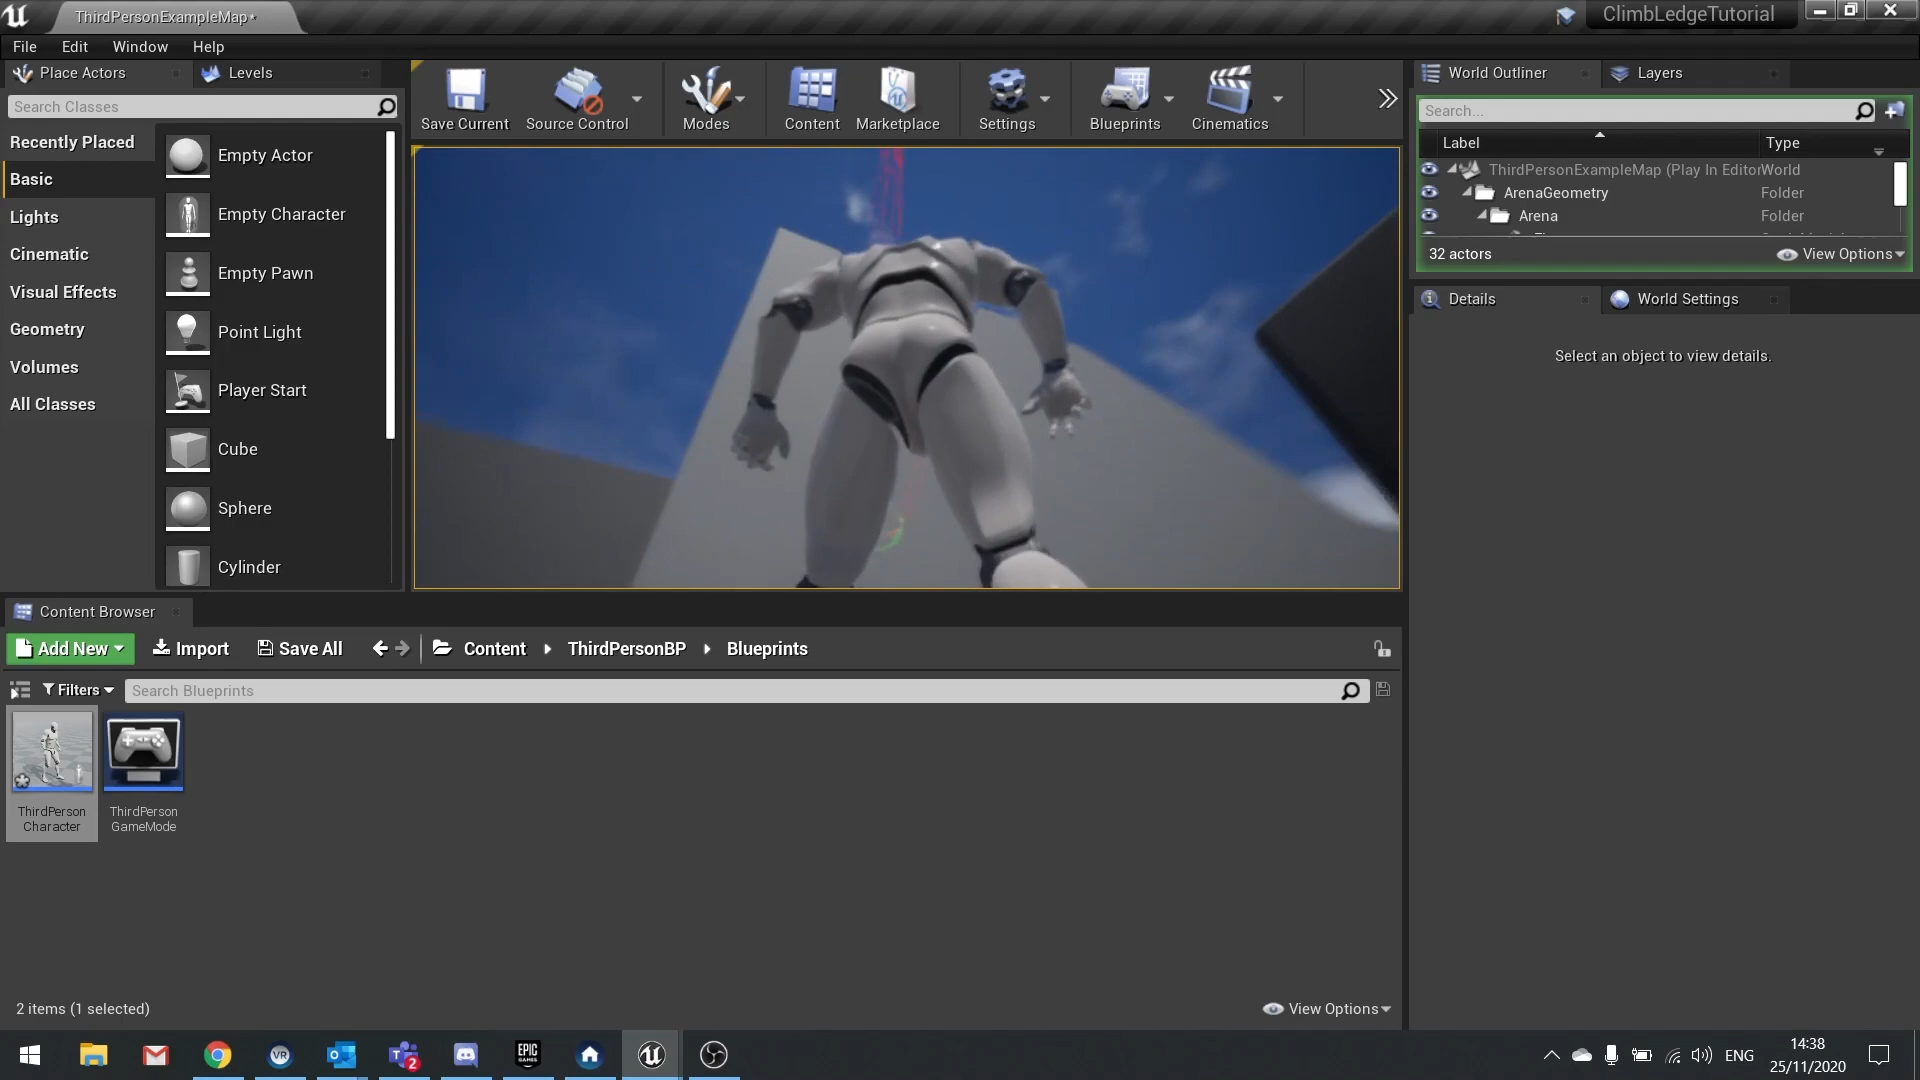 ThirdPersonExampleMap*
ClimbLedgeTutorial
File Edit Window Help
Place Actors
Levels
Search Classes
Recently Placed
Basic
Lights
Cinematic
Visual Effects
Geometry
Volumes
All Classes
Empty Actor
Empty Character
Empty Pawn
Point Light
Player Start
Cube
Sphere
Cylinder
Save Current
Source Control
Modes
Content
Marketplace
Settings
Blueprints
Cinematics
World Outliner
Layers
Search...
Label Type
ThirdPersonExampleMap (Play In Editor World
ArenaGeometry Folder
Arena Folder
32 actors
View Options
Details
World Settings
Select an object to view details.
Content Browser
Add New Import Save All Content ThirdPersonBP Blueprints
Filters
Search Blueprints
ThirdPerson
Character
ThirdPerson
GameMode
2 items (1 selected)
View Options
VR
2
EPIC
GAMES
ENG
14:38
25/11/2020